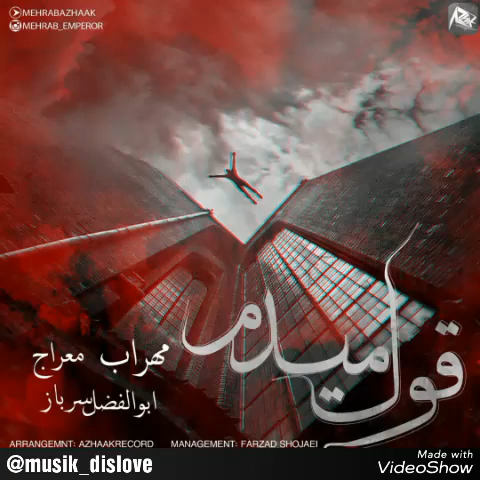 MEHRABAZHAAK
MEHRAB_EMPEROR
قول میدم
مهراب معراج
ابوالفضل سرباز
ARRANGEMNT: AZHAAKRECORD MANAGEMENT: FARZAD SHOJAEI
@musik_dislove
Made with
VideoShow